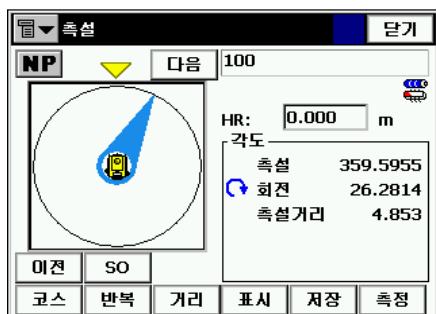 측설 닫기
NP 다음 100
HR: 0.000 m
각도
측설 359.5955
회전 26.2814
측설거리 4.853
이전 SO
코스 반복 거리 표시 저장 측정